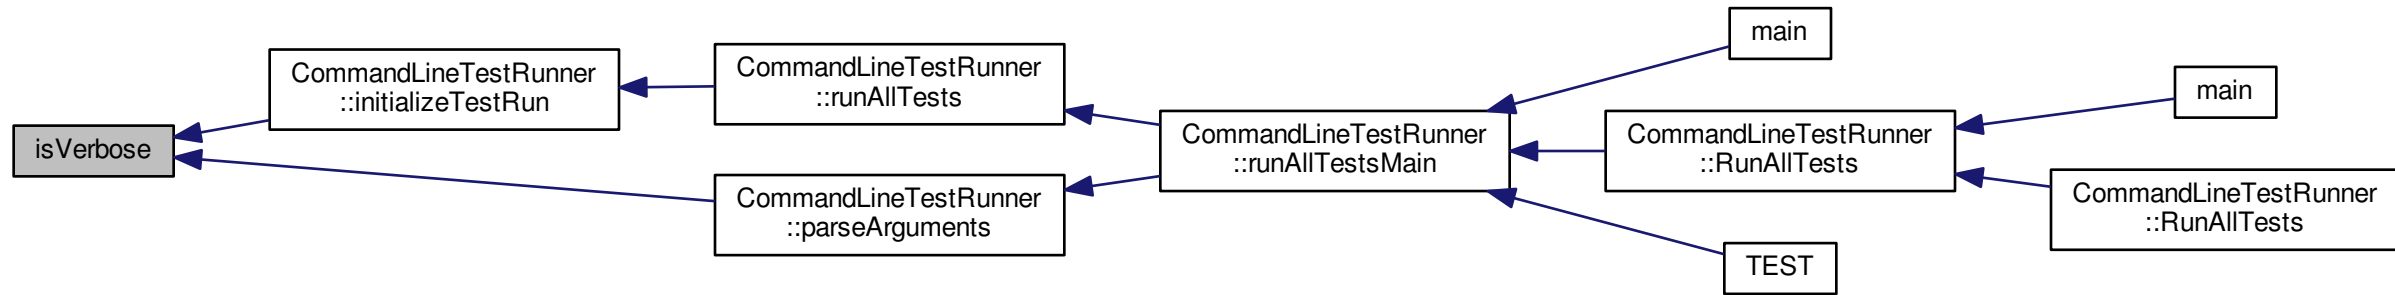 isVerbose
CommandLineTestRunner
::initializeTestRun
CommandLineTestRunner
::runAllTests
CommandLineTestRunner
::parseArguments
CommandLineTestRunner
::runAllTestsMain
main
CommandLineTestRunner
::RunAllTests
TEST
main
CommandLineTestRunner
::RunAllTests